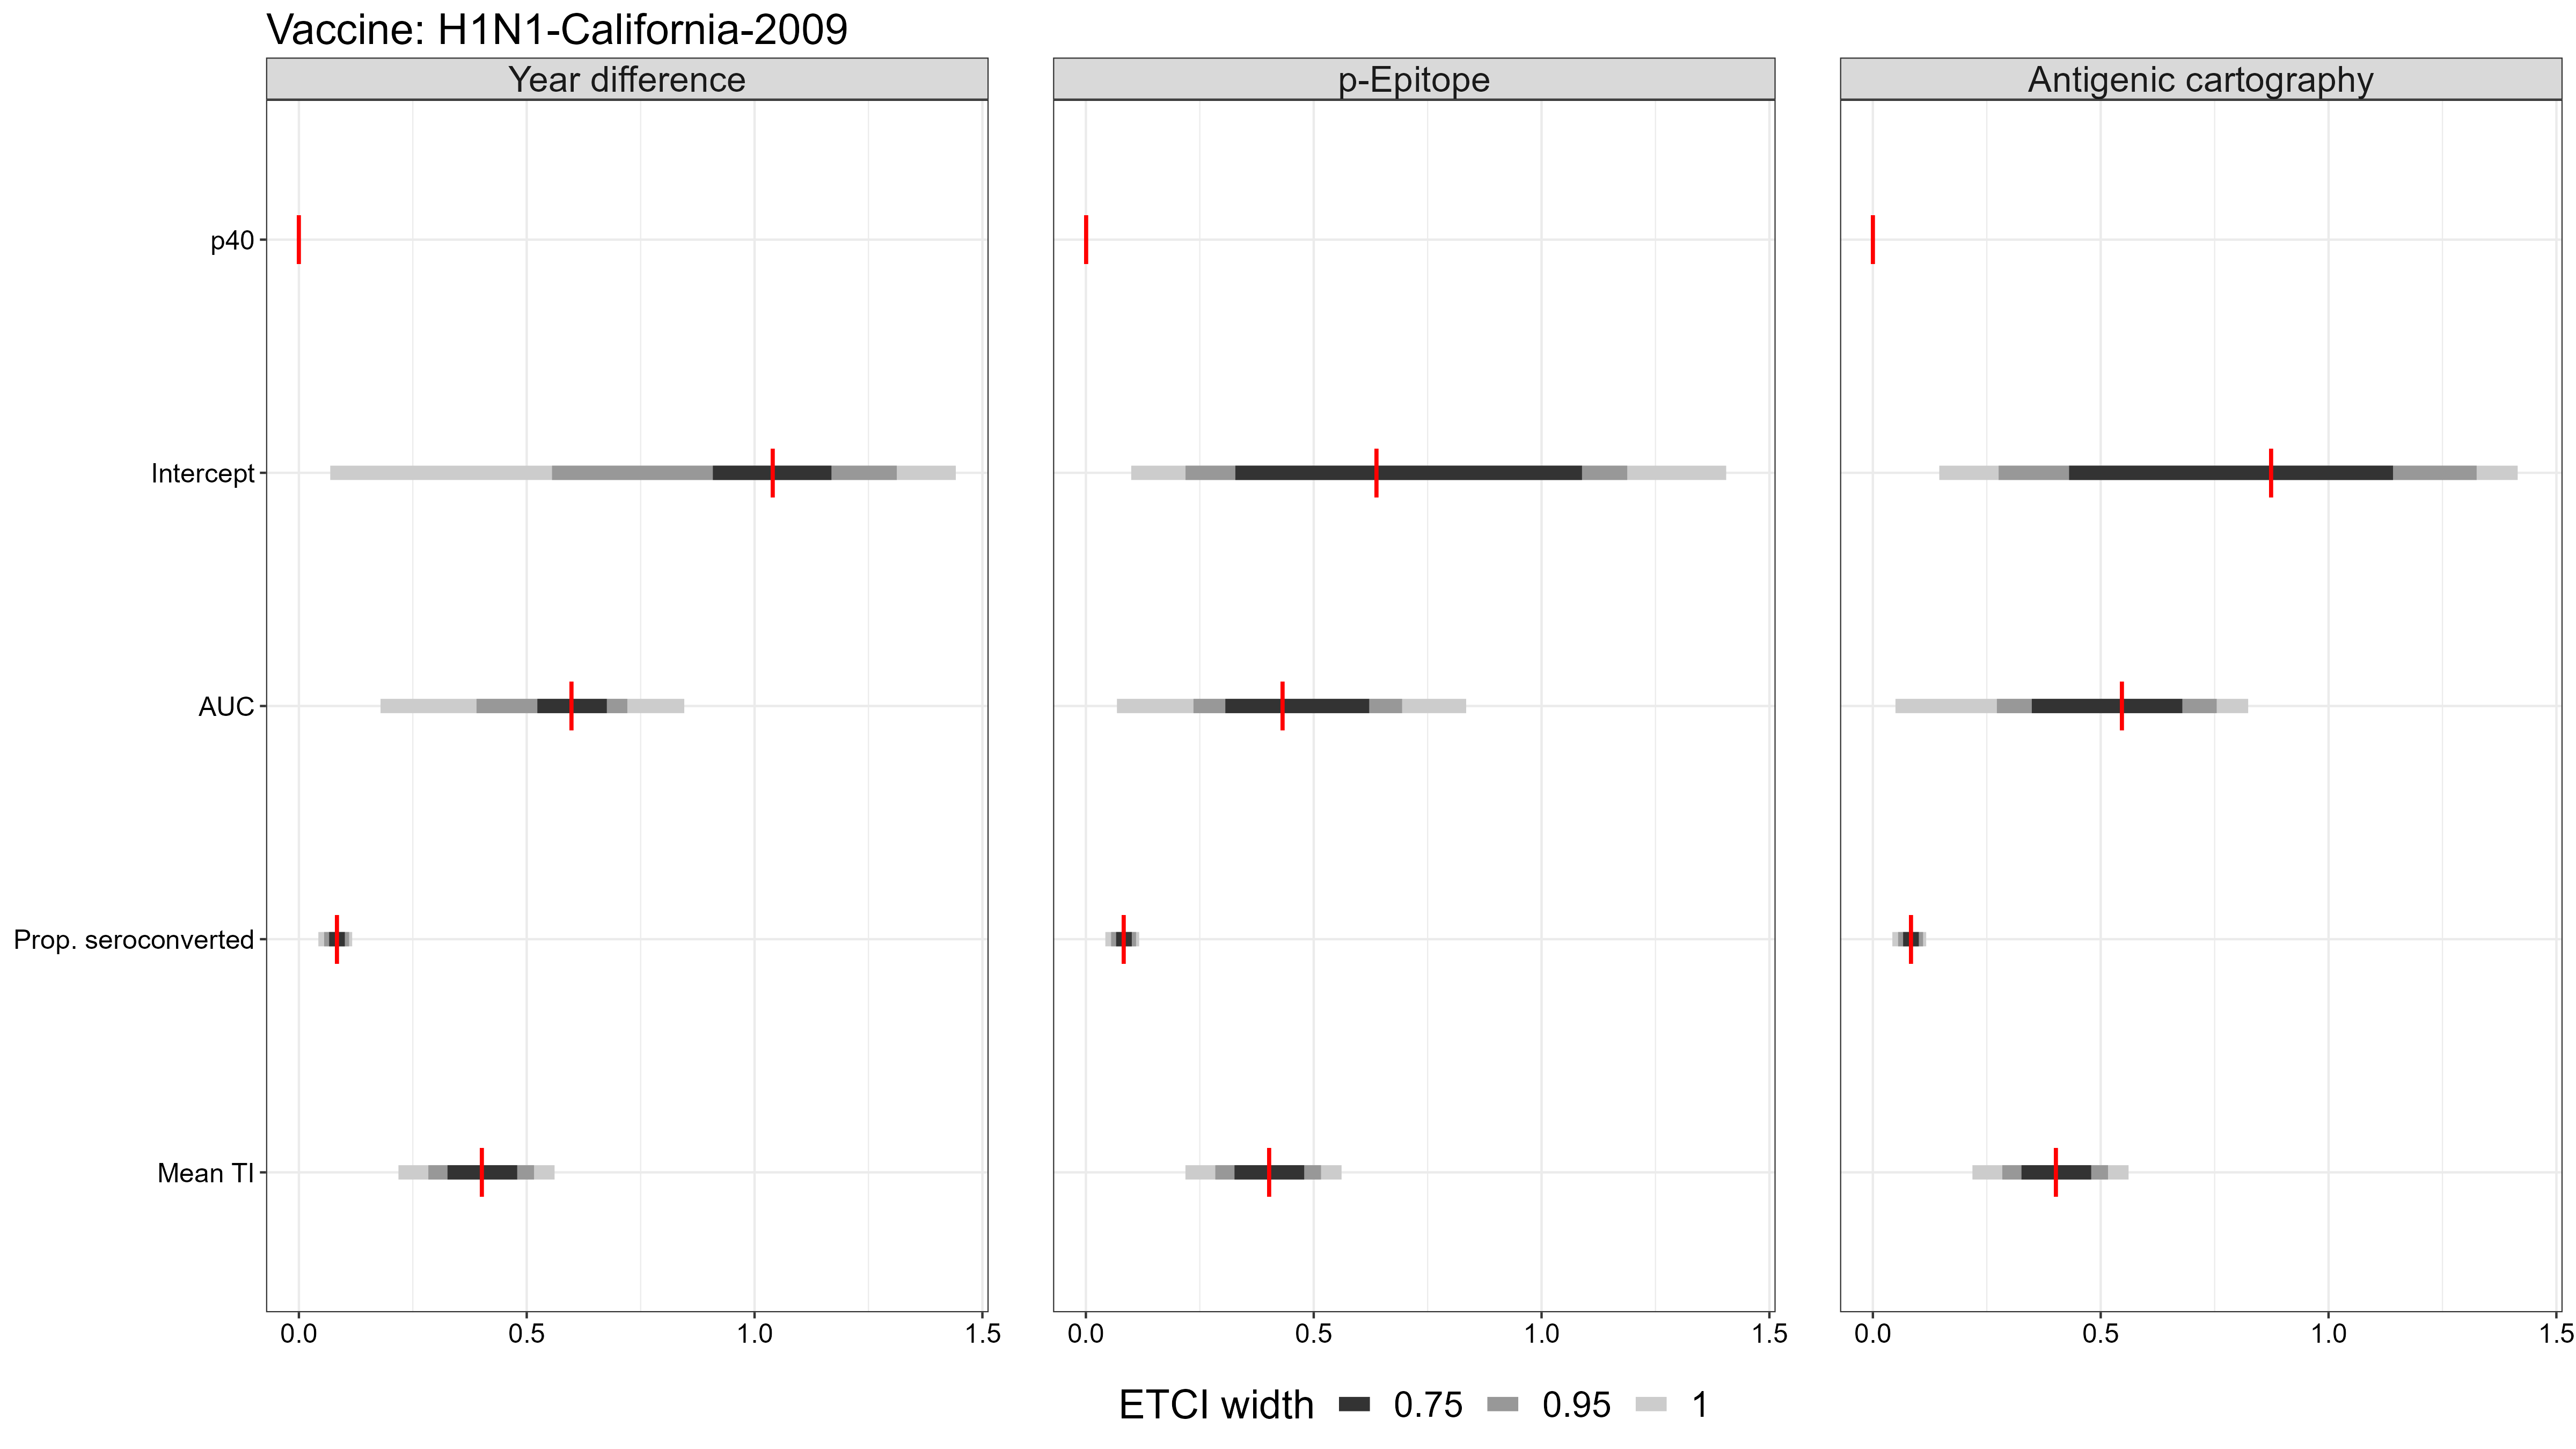 Vaccine: H1N1-California-2009
Year difference
p-Epitope
Antigenic cartography
p40
Intercept
AUC
Prop. seroconverted
Mean TI
0.0 0.5 1.0 1.5
0.0 0.5 1.0 1.5
0.0 0.5 1.0 1.5
ETCI width 0.75 0.95 1